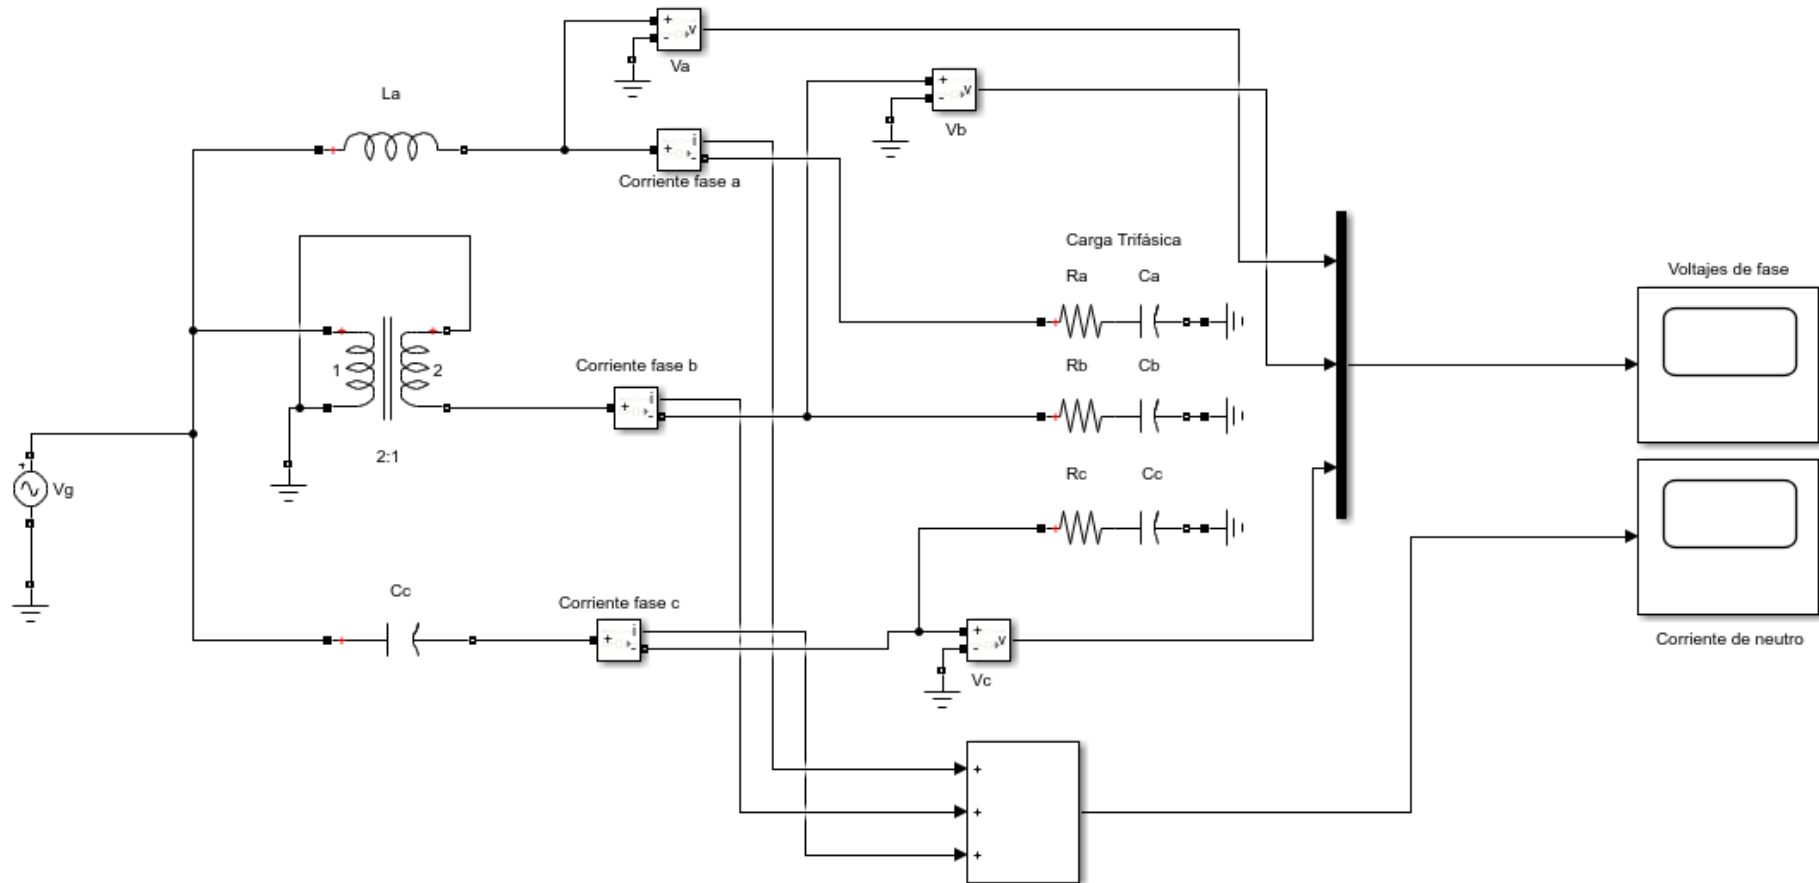 Va
La
Vb
Corriente fase a
Carga Trifásica
Ra
Ca
Voltajes de fase
1
2
Corriente fase b
Rb
Cb
2:1
Rc
Cc
Vg
Cc
Corriente fase c
Corriente de neutro
Vc